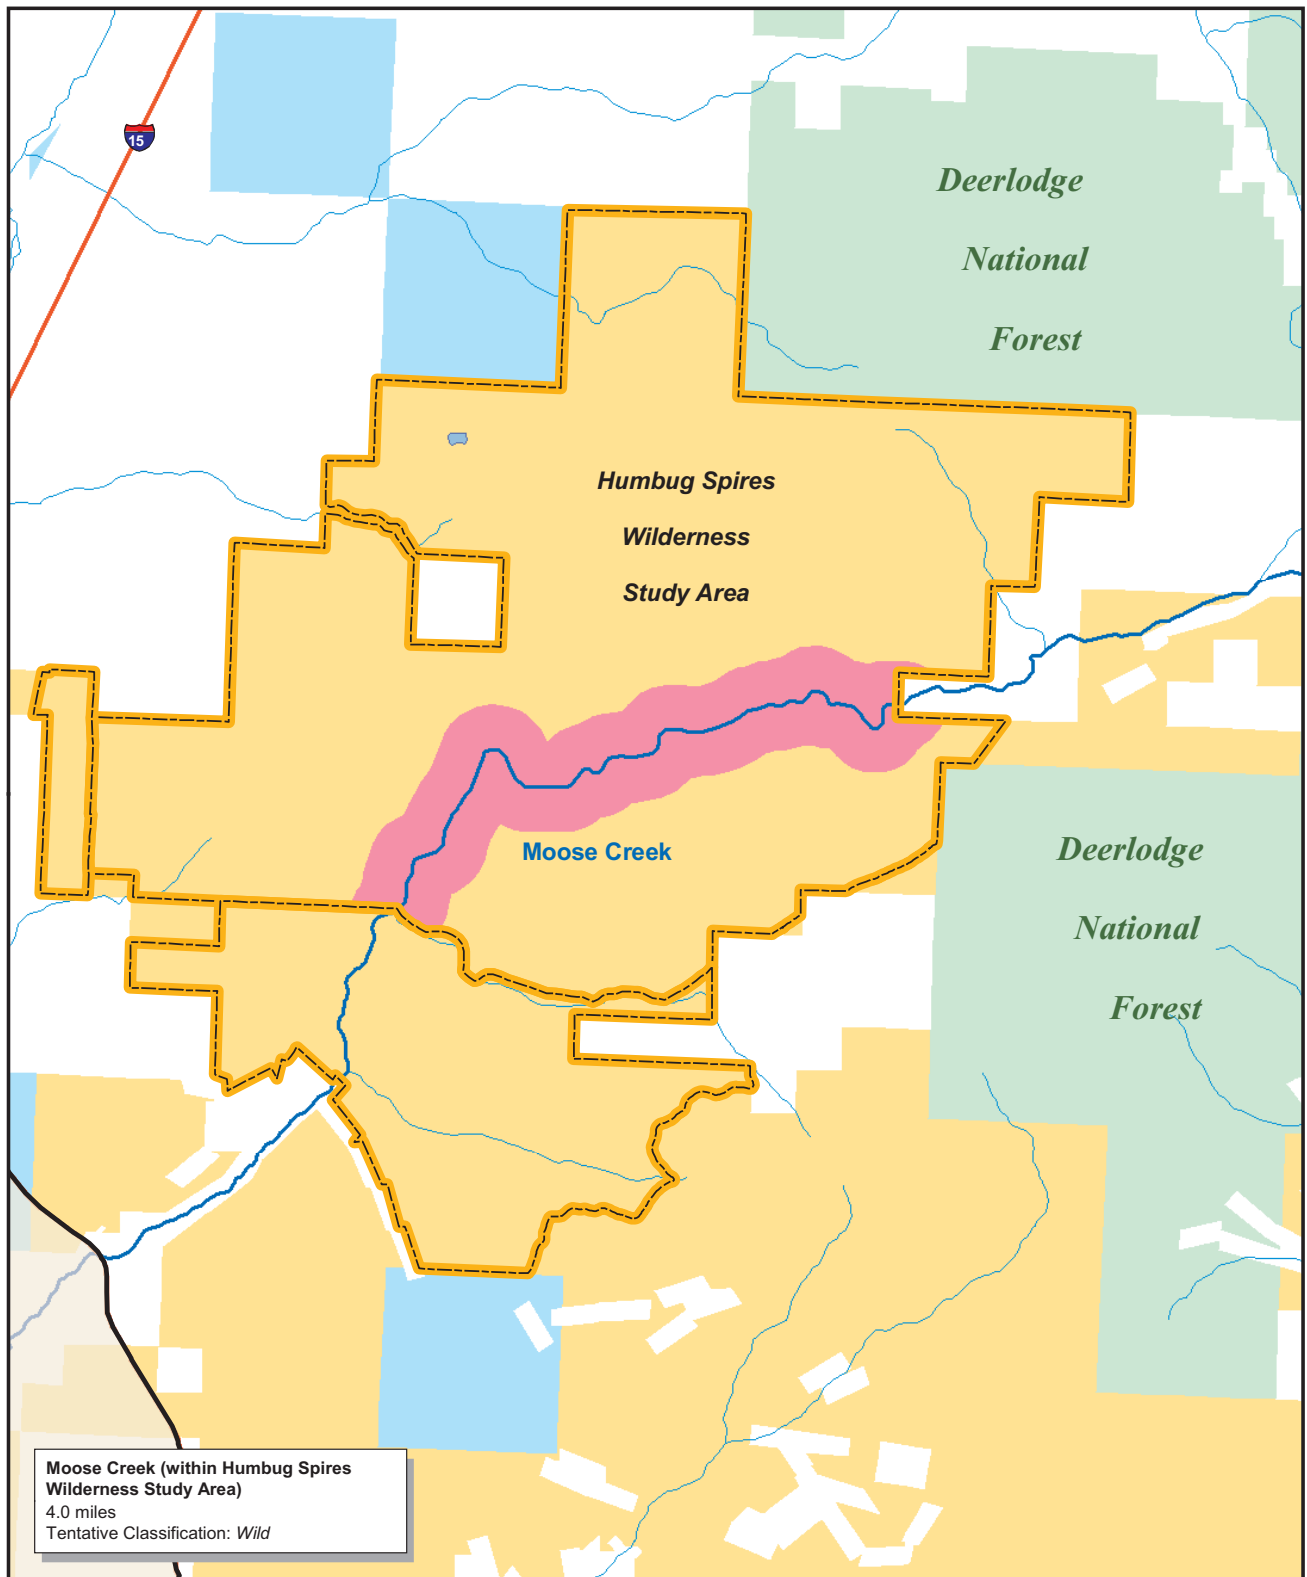 15
Deerlodge
National
Forest
Humbug Spires
Wilderness
Study Area
Moose Creek
Deerlodge
National
Forest
Moose Creek (within Humbug Spires
Wilderness Study Area)
4.0 miles
Tentative Classification: Wild